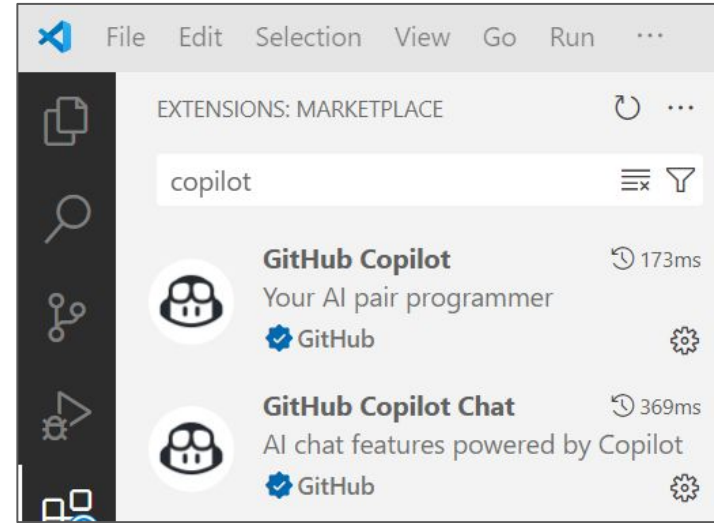 File Edit Selection View Go Run ...
EXTENSIONS: MARKETPLACE
copilot
GitHub Copilot 173ms
Your AI pair programmer
GitHub
GitHub Copilot Chat 369ms
AI chat features powered by Copilot
GitHub